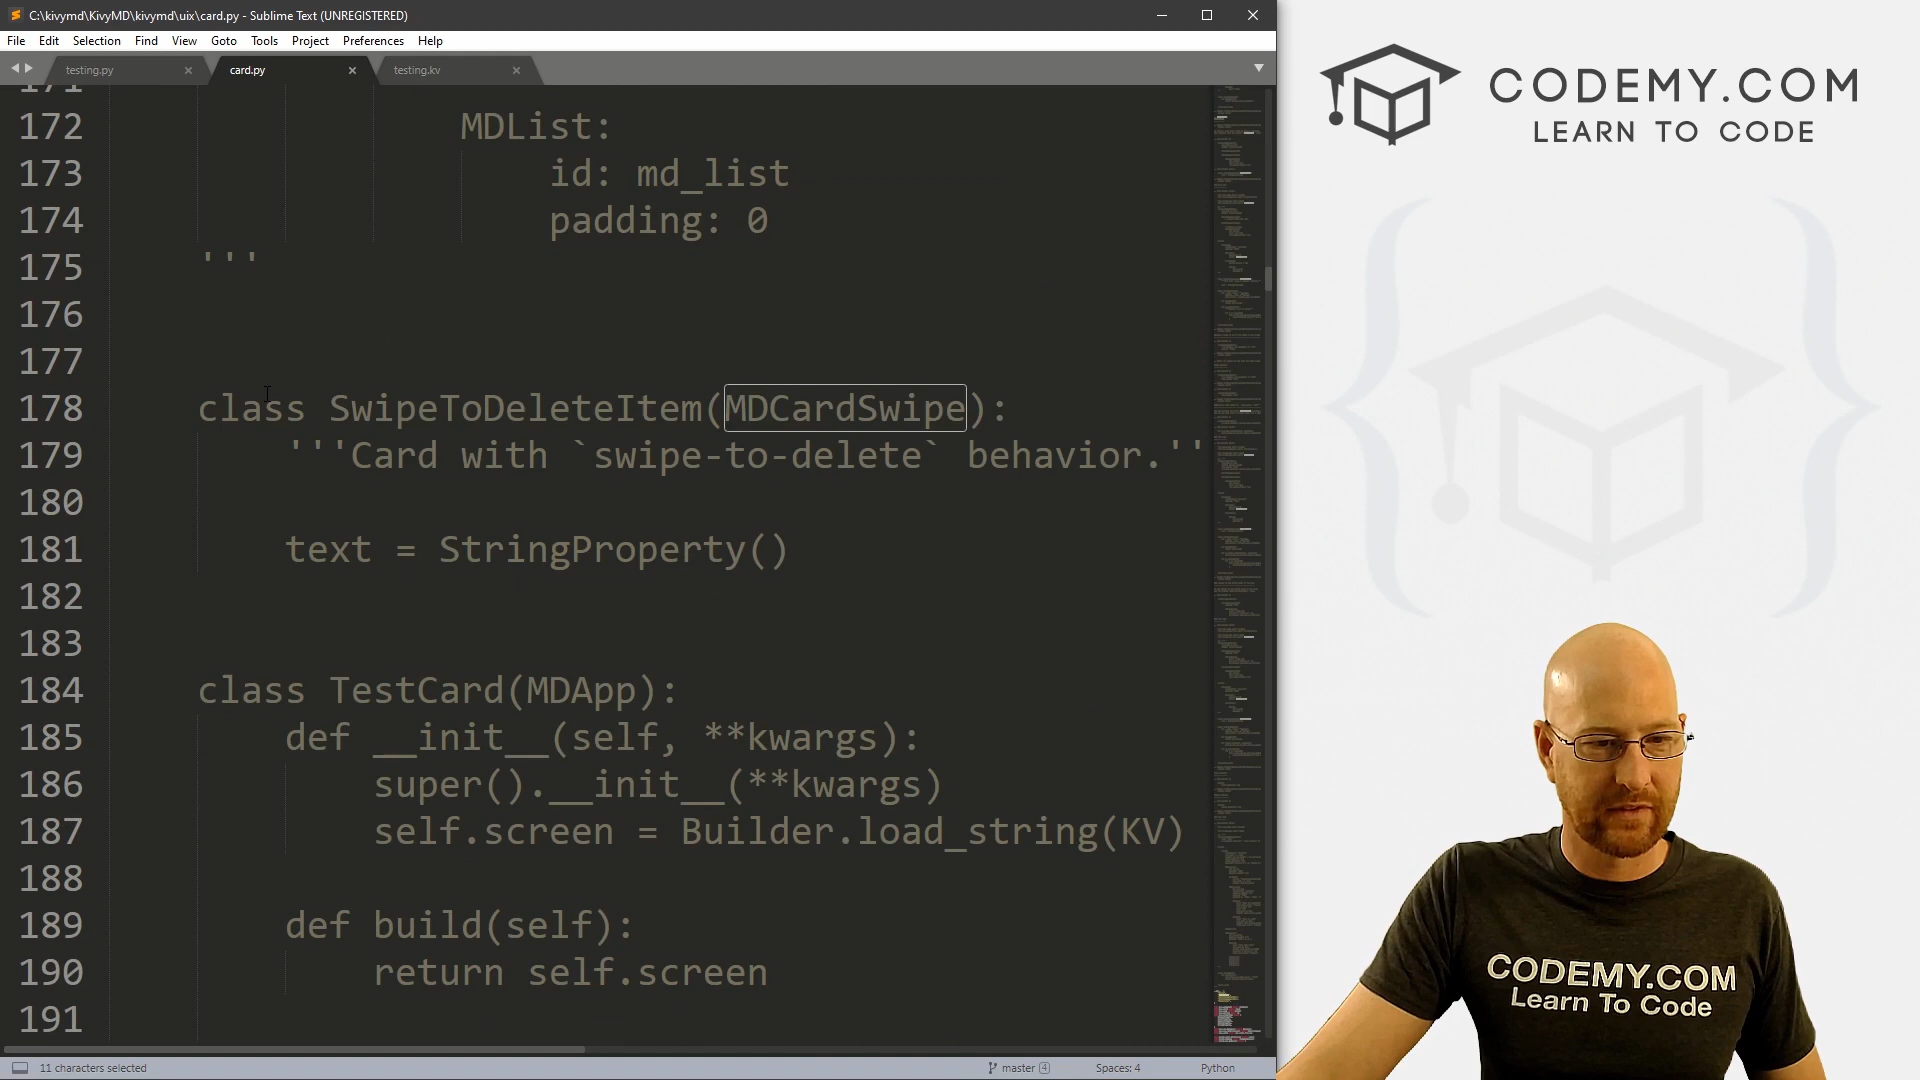 C:\kivymd\KivyMD\kivymd\uix\card.py - Sublime Text (UNREGISTERED)
File Edit Selection Find View Goto Tools Project Preferences Help
testing.py card.py testing.kv
171
172 MDList:
173 id: md_list
174 padding: 0
175 '''
176
177
178 class SwipeToDeleteItem(MDCardSwipe):
179 '''Card with `swipe-to-delete` behavior.''
180
181 text = StringProperty()
182
183
184 class TestCard(MDApp):
185 def __init__(self, **kwargs):
186 super().__init__(**kwargs)
187 self.screen = Builder.load_string(KV)
188
189 def build(self):
190 return self.screen
191
11 characters selected master 4 Spaces: 4 Python
CODEMY.COM
LEARN TO CODE
CODEMY.COM
Learn To Code